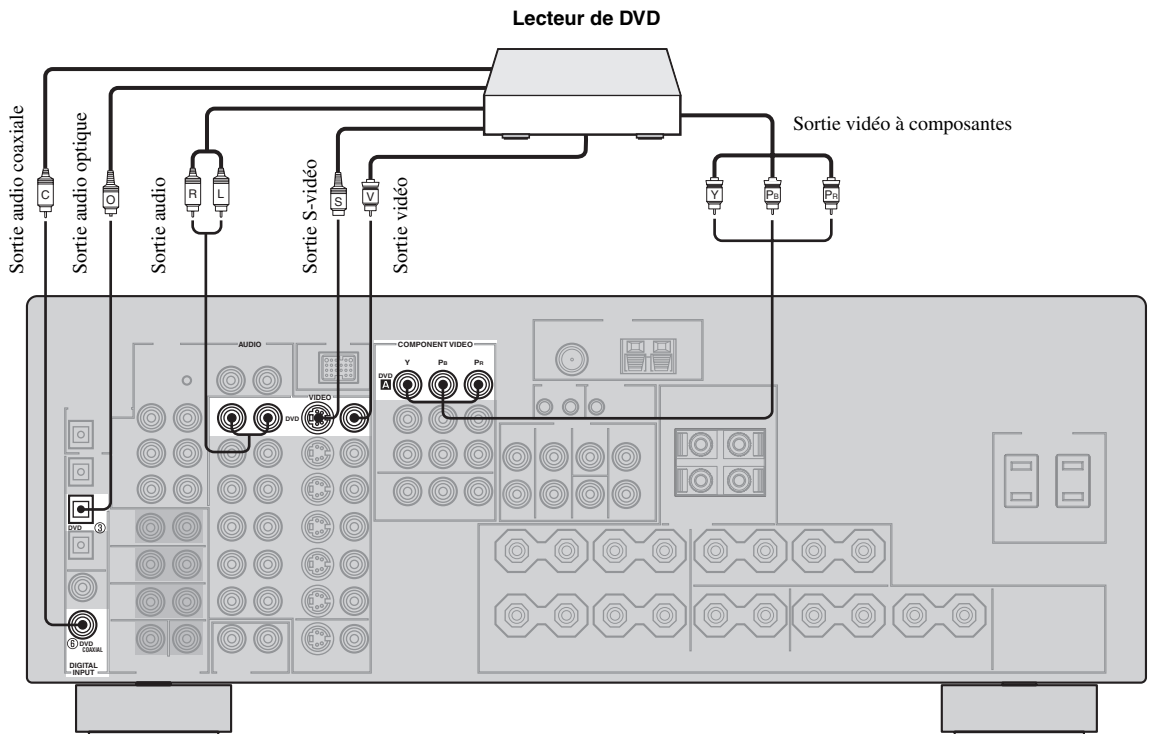 Lecteur de DVD
Sortie audio coaxiale
Sortie audio optique
Sortie audio
Sortie S-vidéo
Sortie vidéo
Sortie vidéo à composantes
C
O
R
L
S
V
Y
PB
PR
AUDIO
COMPONENT VIDEO
Y
PB
PR
DVD
A
VIDEO
DVD
DVD
③
⑥ DVD
COAXIAL
DIGITAL
INPUT